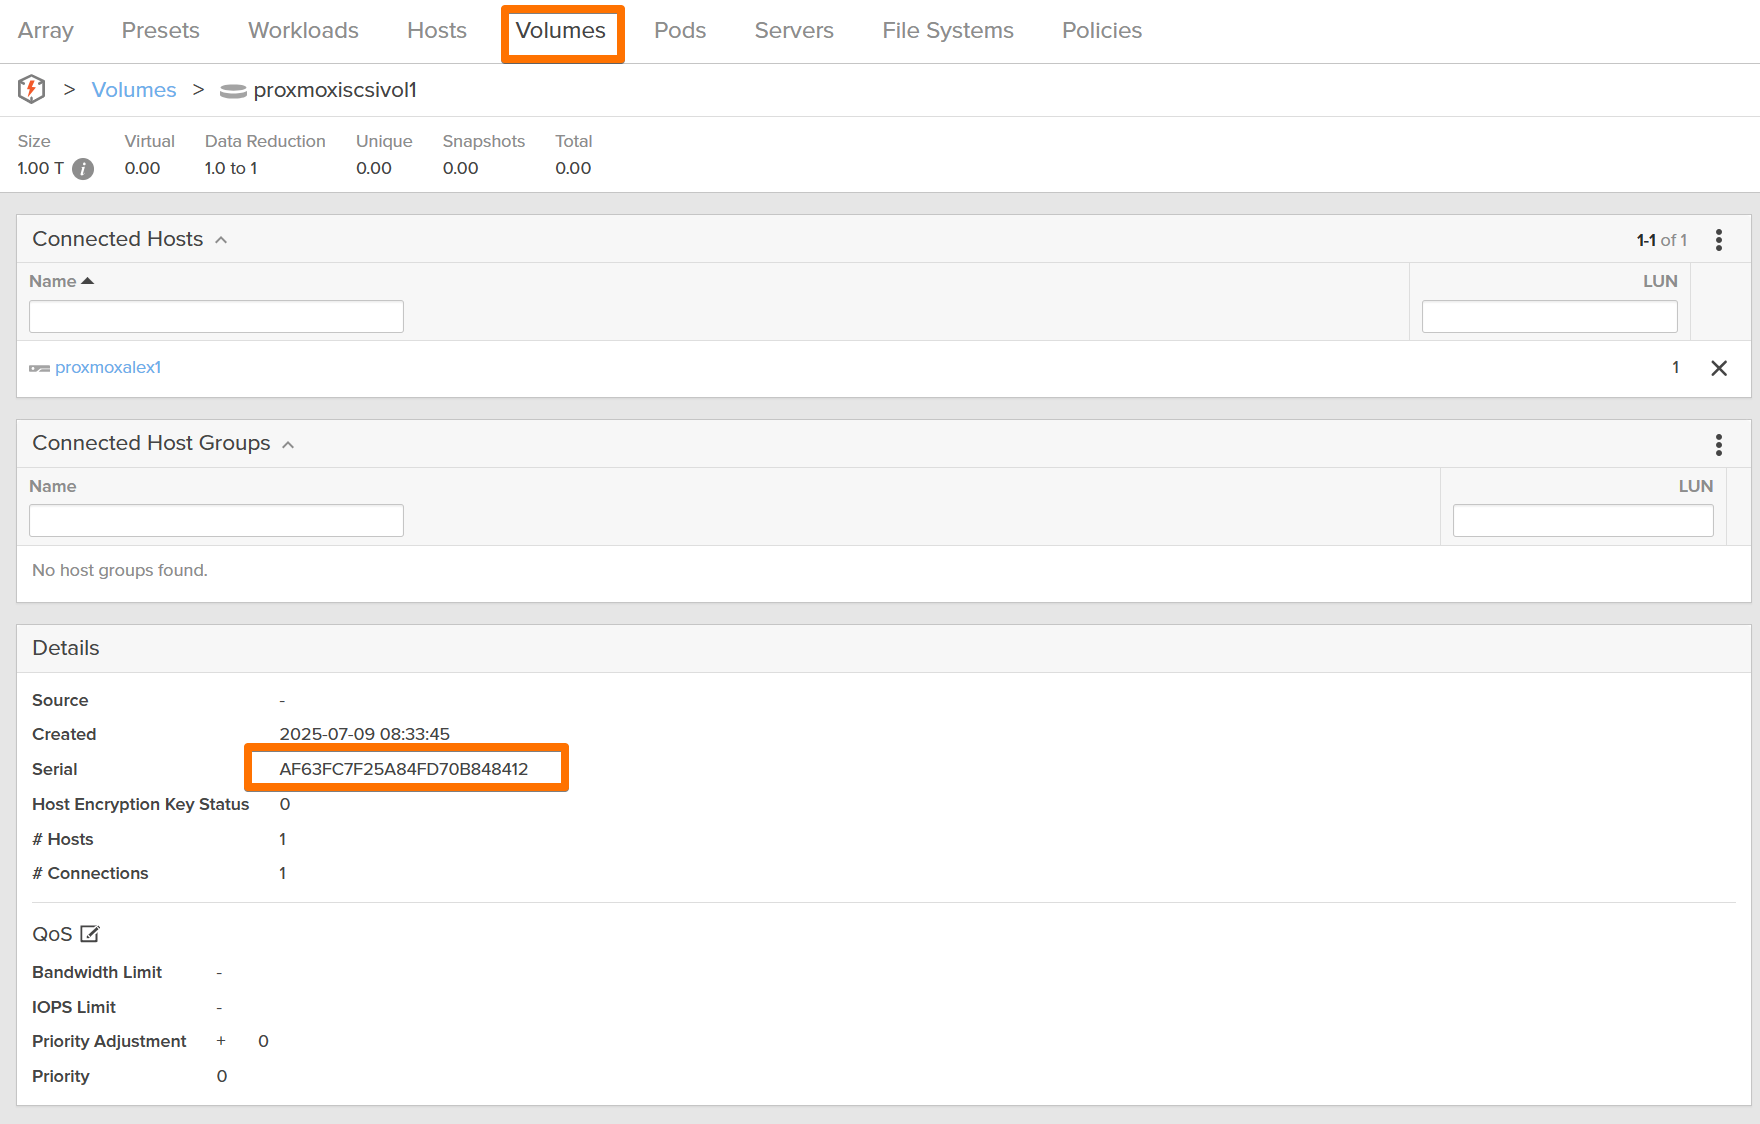 Array Presets Workloads Hosts Volumes Pods Servers File Systems Policies
> Volumes > proxmoxiscsivol1
Size Virtual Data Reduction Unique Snapshots Total
1.00 T i 0.00 1.0 to 1 0.00 0.00 0.00
Connected Hosts 1-1 of 1
Name LUN
proxmoxalex1 1
Connected Host Groups
Name LUN
No host groups found.
Details
Source -
Created 2025-07-09 08:33:45
Serial AF63FC7F25A84FD70B848412
Host Encryption Key Status 0
# Hosts 1
# Connections 1
QoS
Bandwidth Limit -
IOPS Limit -
Priority Adjustment + 0
Priority 0